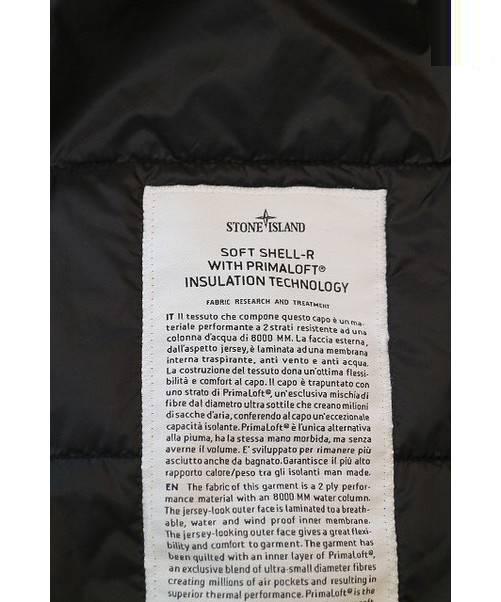 STONE ISLAND
SOFT SHELL-R
WITH PRIMALOFT®
INSULATION TECHNOLOGY
FABRIC RESEARCH AND TREATMENT
IT Il tessuto che compone questo capo è un ma-
teriale performante a 2 strati resistente ad una
colonna d'acqua di 8000 MM. La faccia esterna,
dall'aspetto jersey, è laminata ad una membrana
interna traspirante, anti vento e anti acqua.
La costruzione del tessuto dona un'ottima flessi-
bilità e comfort al capo. Il capo è trapuntato con
uno strato di PrimaLoft®, un'esclusiva mischia di
fibre dal diametro ultra sottile che creano milioni
di sacche d'aria, conferendo al capo un'eccezionale
capacità isolante. PrimaLoft® è l'unica alternativa
alla piuma, ha la stessa mano morbida, ma senza
averne il volume. E' sviluppato per rimanere più
asciutto anche da bagnato. Garantisce il più alto
rapporto calore/peso tra gli isolanti man made.
EN The fabric of this garment is a 2 ply perfor-
mance material with an 8000 MM water column.
The jersey-look outer face is laminated to a breath-
able, water and wind proof inner membrane.
The jersey-looking outer face gives a great flexi-
bility and comfort to garment. The garment has
been quilted with an inner layer of PrimaLoft®,
an exclusive blend of ultra-small diameter fibres
creating millions of air pockets and resulting in
superior thermal performance. PrimaLoft® is the